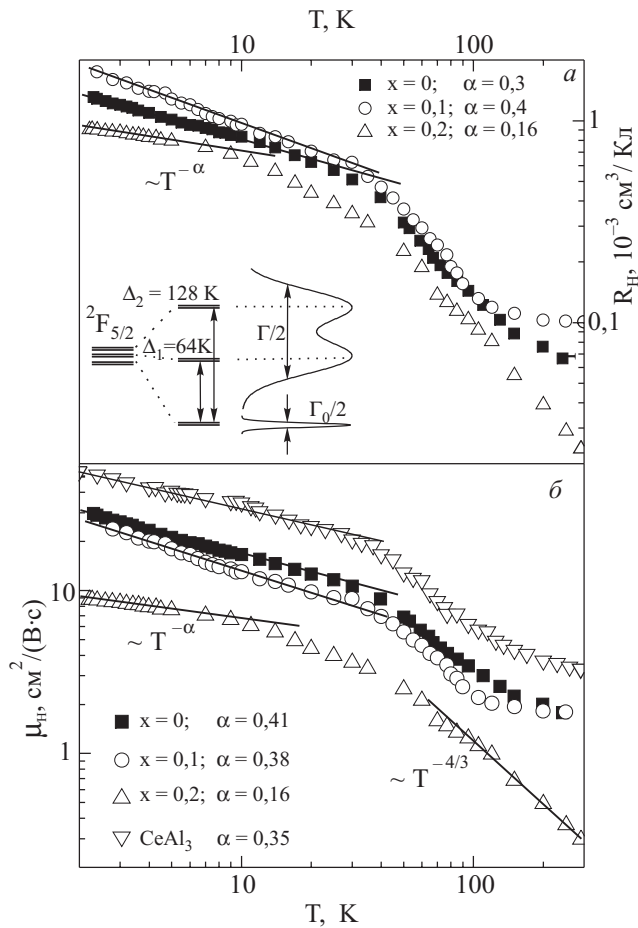 T, K
10 100
a
x = 0; α = 0,3
x = 0,1; α = 0,4
x = 0,2; α = 0,16
1
~T^−α
R_H, 10^−3 см^3/ Кл
Δ_2 = 128 K
^2F_5/2
Δ_1=64K
Γ/2
Γ_0/2
0,1
б
10
~ T^−α
μ_H, см^2/(В·с)
x = 0; α = 0,41
x = 0,1; α = 0,38
x = 0,2; α = 0,16
CeAl_3 α = 0,35
~ T^−4/3
1
10 100
T, K